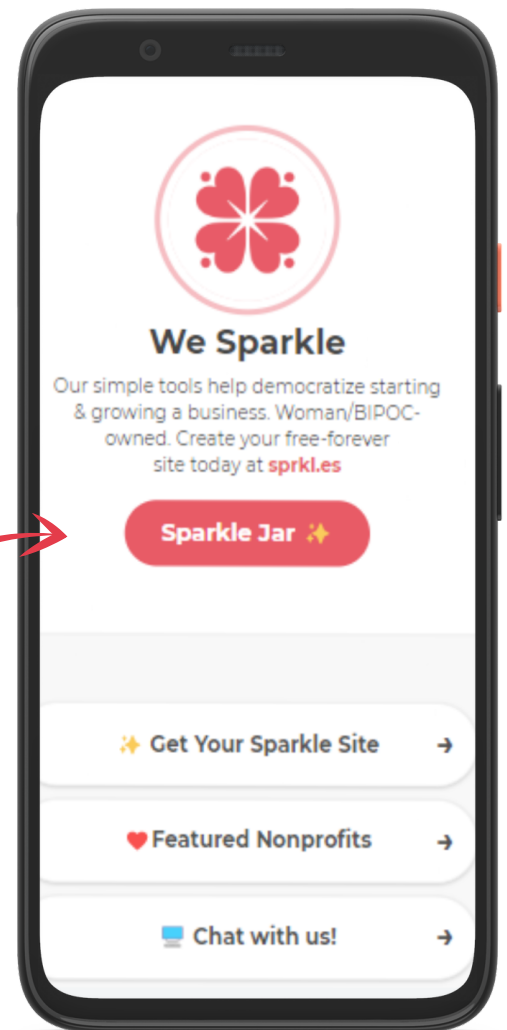 We Sparkle
Our simple tools help democratize starting
& growing a business. Woman/BIPOC-
owned. Create your free-forever
site today at sprkl.es
Sparkle Jar ✨
✨ Get Your Sparkle Site →
❤️ Featured Nonprofits →
🖥️ Chat with us! →